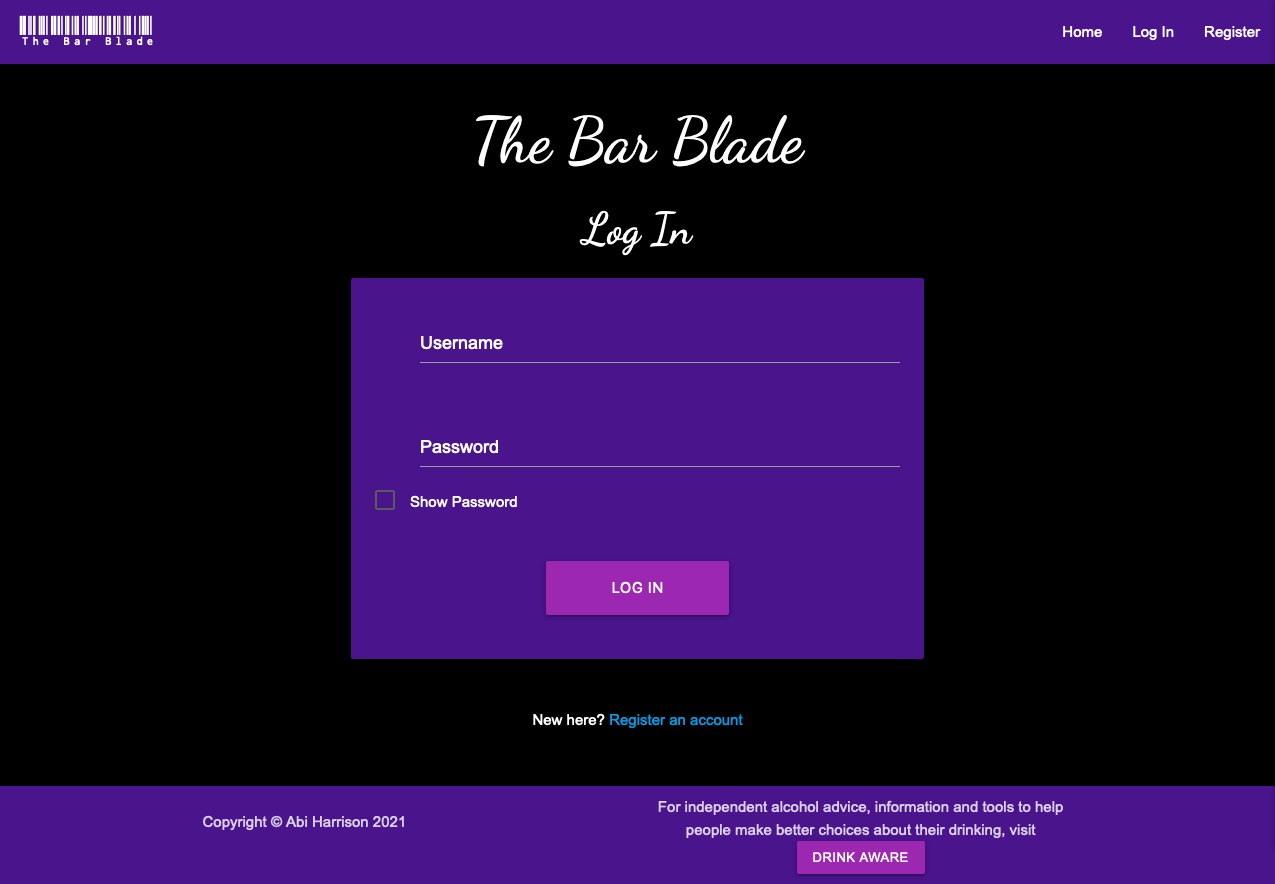 The Bar Blade
Home Log In Register
The Bar Blade
Log In
Username
Password
Show Password
LOG IN
New here? Register an account
Copyright © Abi Harrison 2021
For independent alcohol advice, information and tools to help
people make better choices about their drinking, visit
DRINK AWARE